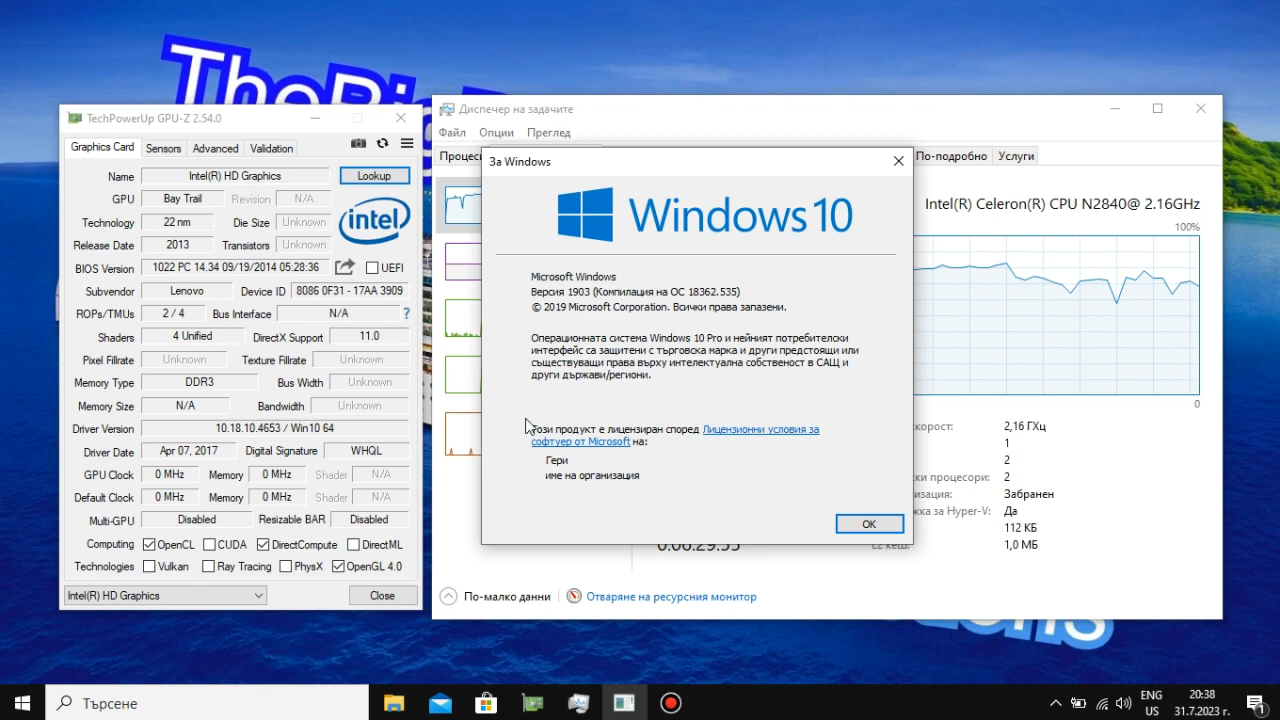 TheBig
TechPowerUp GPU-Z 2.54.0
Graphics Card Sensors Advanced Validation
Name Intel(R) HD Graphics Lookup
GPU Bay Trail Revision N/A
intel
Technology 22 nm Die Size Unknown
Release Date 2013 Transistors Unknown
BIOS Version 1022 PC 14.34 09/19/2014 05:28:36 UEFI
Subvendor Lenovo Device ID 8086 0F31 - 17AA 3909
ROPs/TMUs 2 / 4 Bus Interface N/A ?
Shaders 4 Unified DirectX Support 11.0
Pixel Fillrate Unknown Texture Fillrate Unknown
Memory Type DDR3 Bus Width Unknown
Memory Size N/A Bandwidth Unknown
Driver Version 10.18.10.4653 / Win10 64
Driver Date Apr 07, 2017 Digital Signature WHQL
GPU Clock 0 MHz Memory 0 MHz Shader N/A
Default Clock 0 MHz Memory 0 MHz Shader N/A
Multi-GPU Disabled Resizable BAR Disabled
Computing OpenCL CUDA DirectCompute DirectML
Technologies Vulkan Ray Tracing PhysX OpenGL 4.0
Intel(R) HD Graphics Close
Диспечер на задачите
Файл Опции Преглед
Процеси По-подробно Услуги
Intel(R) Celeron(R) CPU N2840@ 2.16GHz
100%
0
2,16 ГХц
1
2
2
Забранен
Да
112 КБ
1,0 МБ
0:06:29:55
L2 кеш:
По-малко данни Отваряне на ресурсния монитор
За Windows
Windows 10
Microsoft Windows
Версия 1903 (Компилация на ОС 18362.535)
© 2019 Microsoft Corporation. Всички права запазени.
Операционната система Windows 10 Pro и нейният потребителски
интерфейс са защитени с търговска марка и други предстоящи или
съществуващи права върху интелектуална собственост в САЩ и
други държави/региони.
Този продукт е лицензиран според Лицензионни условия за
софтуер от Microsoft на:
Гери
име на организация
OK
Търсене
ENG
US
20:38
31.7.2023 г.
1